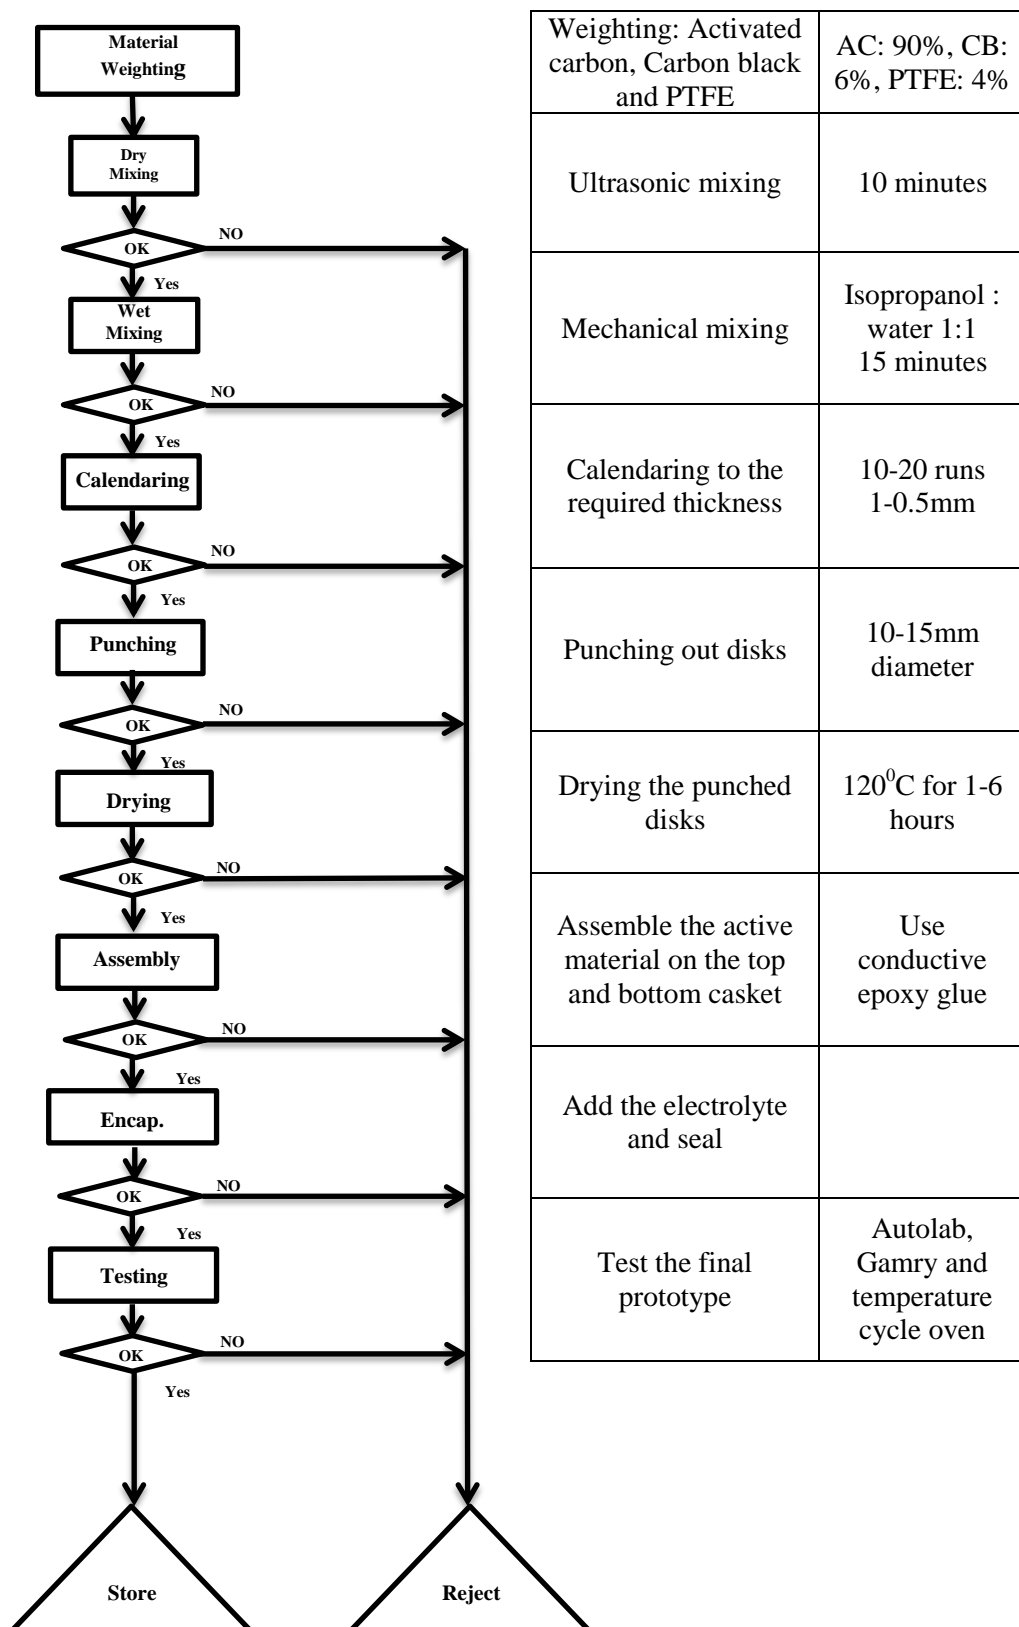 Material
Weighting
Dry
Mixing
OK
NO
Yes
Wet
Mixing
OK
NO
Yes
Calendaring
OK
NO
Yes
Punching
OK
NO
Yes
Drying
OK
NO
Yes
Assembly
OK
NO
Yes
Encap.
OK
NO
Yes
Testing
OK
NO
Yes
Store
Reject
Weighting: Activated
carbon, Carbon black
and PTFE
AC: 90%, CB:
6%, PTFE: 4%
Ultrasonic mixing
10 minutes
Mechanical mixing
Isopropanol :
water 1:1
15 minutes
Calendaring to the
required thickness
10-20 runs
1-0.5mm
Punching out disks
10-15mm
diameter
Drying the punched
disks
120⁰C for 1-6
hours
Assemble the active
material on the top
and bottom casket
Use
conductive
epoxy glue
Add the electrolyte
and seal
Test the final
prototype
Autolab,
Gamry and
temperature
cycle oven